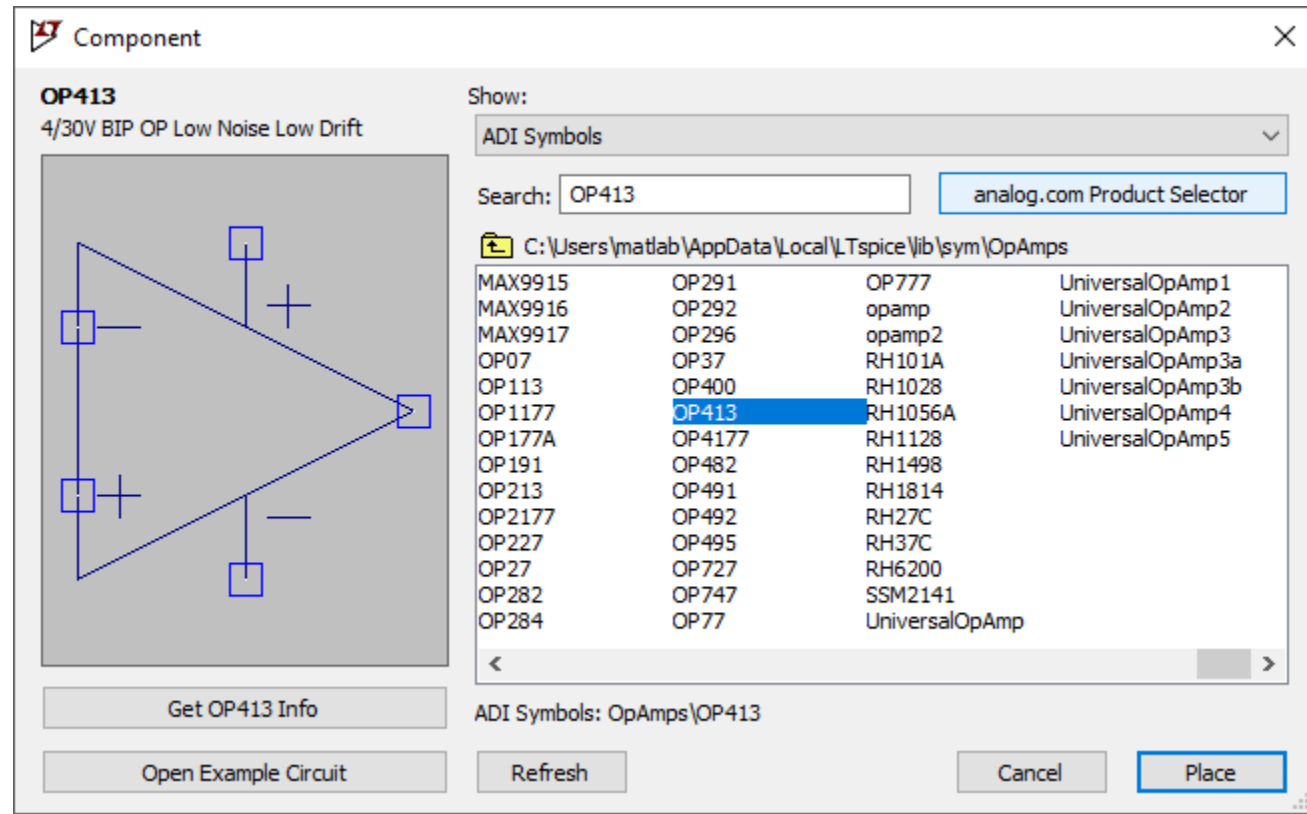 Component
OP413
4/30V BIP OP Low Noise Low Drift
Show:
ADI Symbols
Search: OP413 analog.com Product Selector
C:\Users\matlab\AppData\Local\LTspice\lib\sym\OpAmps
MAX9915 OP291 OP777 UniversalOpAmp1
MAX9916 OP292 opamp UniversalOpAmp2
MAX9917 OP296 opamp2 UniversalOpAmp3
OP07 OP37 RH101A UniversalOpAmp3a
OP113 OP400 RH1028 UniversalOpAmp3b
OP1177 OP413 RH1056A UniversalOpAmp4
OP177A OP4177 RH1128 UniversalOpAmp5
OP191 OP482 RH1498
OP213 OP491 RH1814
OP2177 OP492 RH27C
OP227 OP495 RH37C
OP27 OP727 RH6200
OP282 OP747 SSM2141
OP284 OP77 UniversalOpAmp
Get OP413 Info
ADI Symbols: OpAmps\OP413
Open Example Circuit
Refresh
Cancel
Place